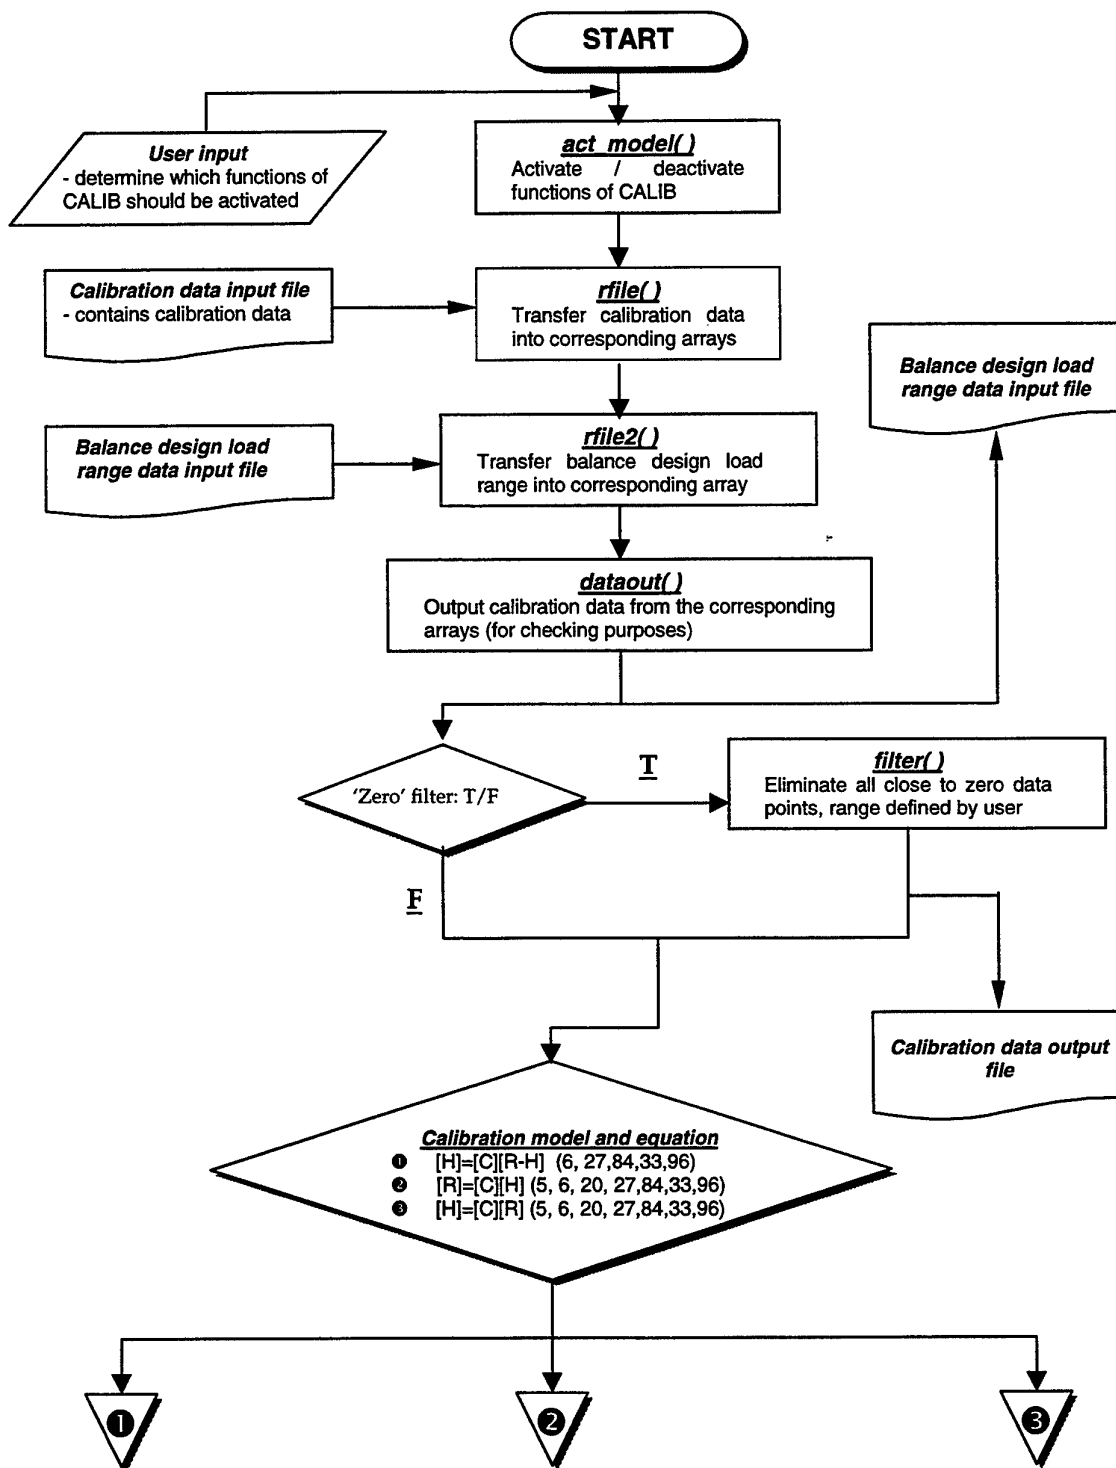 START
User input
- determine which functions of
CALIB should be activated
act_model( )
Activate / deactivate
functions of CALIB
Calibration data input file
- contains calibration data
rfile( )
Transfer calibration data
into corresponding arrays
Balance design load
range data input file
Balance design load
range data input file
rfile2( )
Transfer balance design load
range into corresponding array
dataout( )
Output calibration data from the corresponding
arrays (for checking purposes)
'Zero' filter: T/F
T
filter( )
Eliminate all close to zero data
points, range defined by user
F
Calibration data output
file
Calibration model and equation
❶ [H]=[C][R-H] (6, 27,84,33,96)
❷ [R]=[C][H] (5, 6, 20, 27,84,33,96)
❸ [H]=[C][R] (5, 6, 20, 27,84,33,96)
❶ ❷ ❸